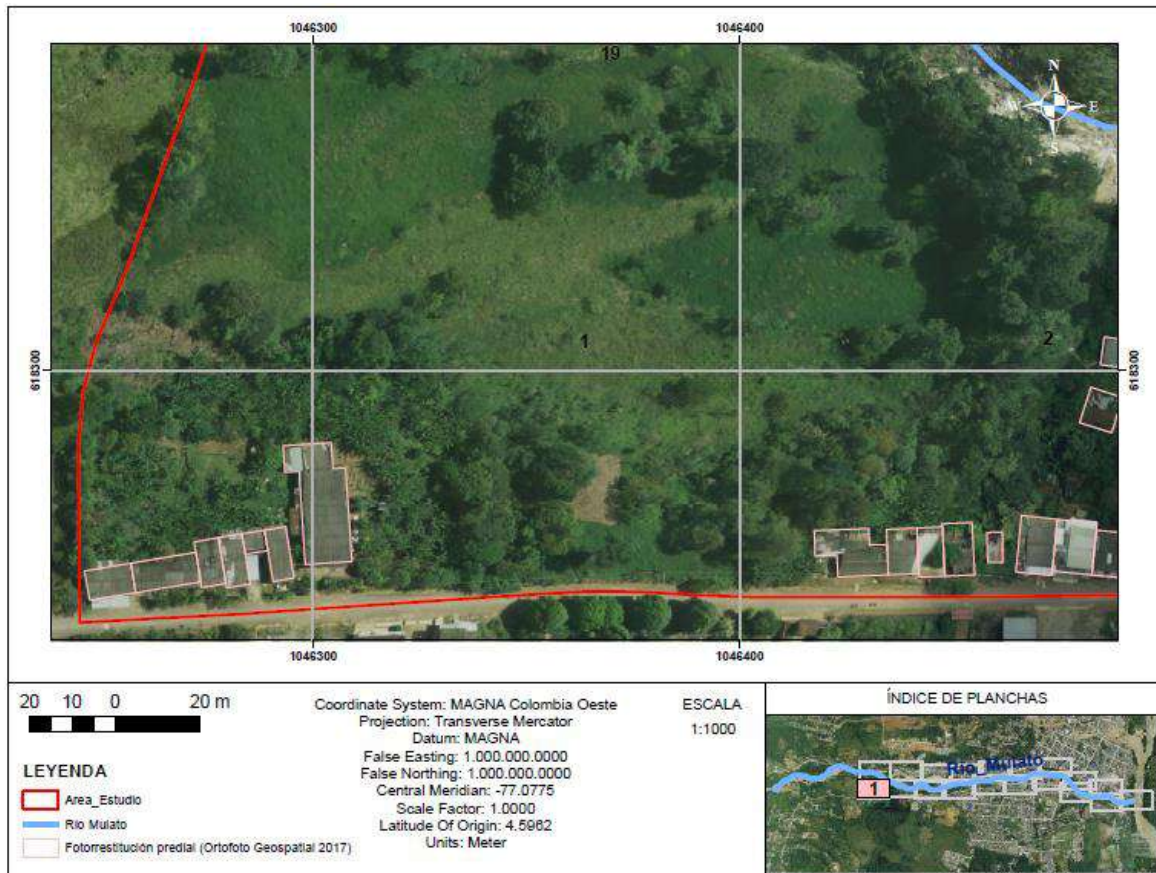 1046300 1046400
19
N
W E
S
1 2
618300 618300
1046300 1046400
20 10 0 20 m
LEYENDA
Area_Estudio
Río Mulato
Fotorrestitución predial (Ortofoto Geospatial 2017)
Coordinate System: MAGNA Colombia Oeste
Projection: Transverse Mercator
Datum: MAGNA
False Easting: 1.000.000.0000
False Northing: 1.000.000.0000
Central Meridian: -77.0775
Scale Factor: 1.0000
Latitude Of Origin: 4.5962
Units: Meter
ESCALA
1:1000
ÍNDICE DE PLANCHAS
Río_Mulato
1